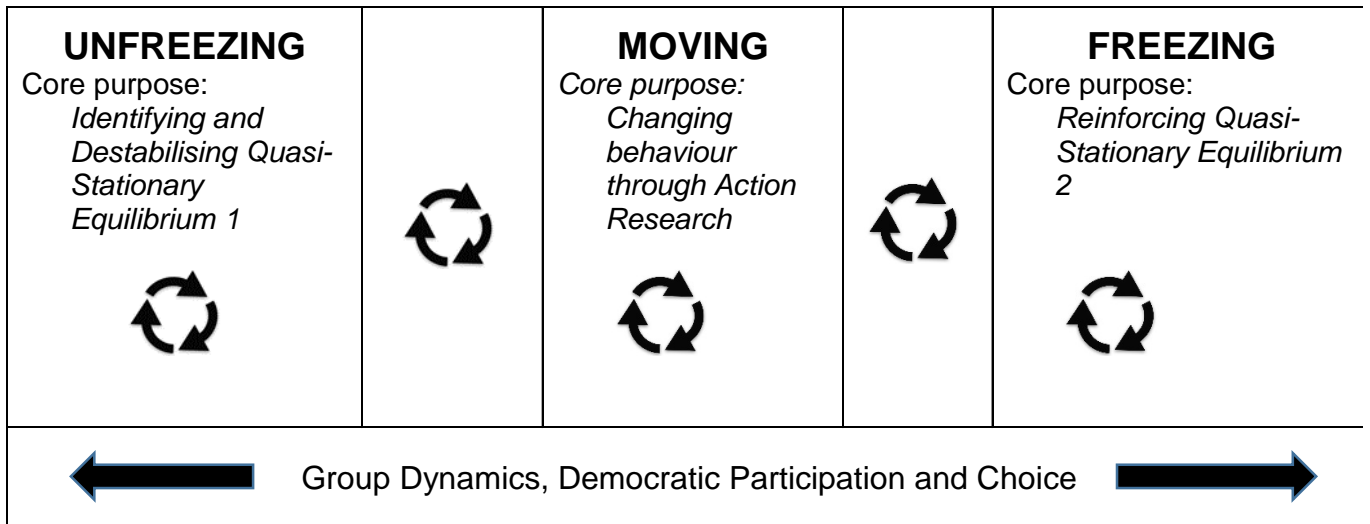 UNFREEZING
Core purpose:
Identifying and
Destabilising Quasi-
Stationary
Equilibrium 1
MOVING
Core purpose:
Changing
behaviour
through Action
Research
FREEZING
Core purpose:
Reinforcing Quasi-
Stationary Equilibrium
2
Group Dynamics, Democratic Participation and Choice